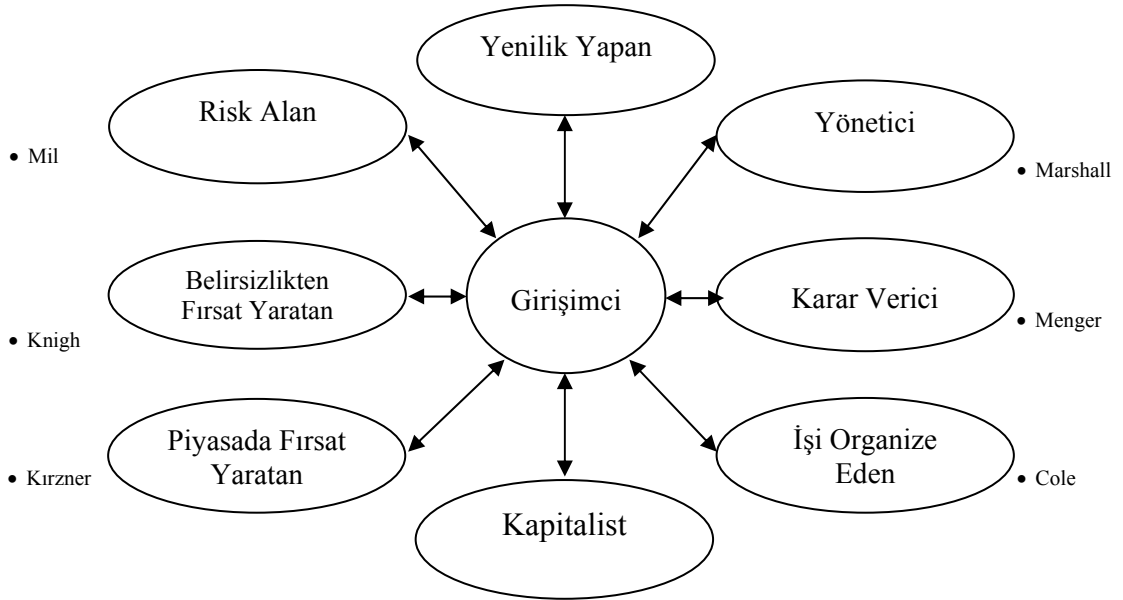 Yenilik Yapan
Risk Alan
Yönetici
• Mil
• Marshall
Belirsizlikten
Fırsat Yaratan
Girişimci
Karar Verici
• Knigh
• Menger
Piyasada Fırsat
Yaratan
İşi Organize
Eden
• Kırzner
• Cole
Kapitalist